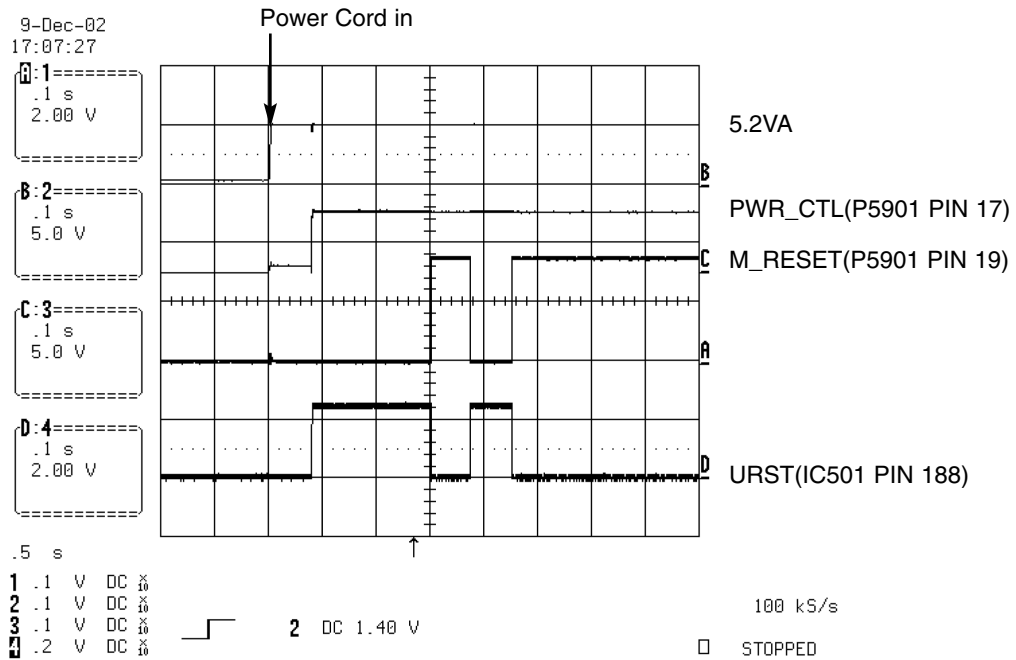 Power Cord in
9-Dec-02
17:07:27
A:1
.1 s
2.00 V
5.2VA
B
B:2
.1 s
5.0 V
PWR_CTL(P5901 PIN 17)
C
M_RESET(P5901 PIN 19)
C:3
.1 s
5.0 V
A
D:4
.1 s
2.00 V
D
URST(IC501 PIN 188)
.5 s
1 .1 V DC X10
2 .1 V DC X10
3 .1 V DC X10
4 .2 V DC X10
2 DC 1.40 V
100 kS/s
STOPPED